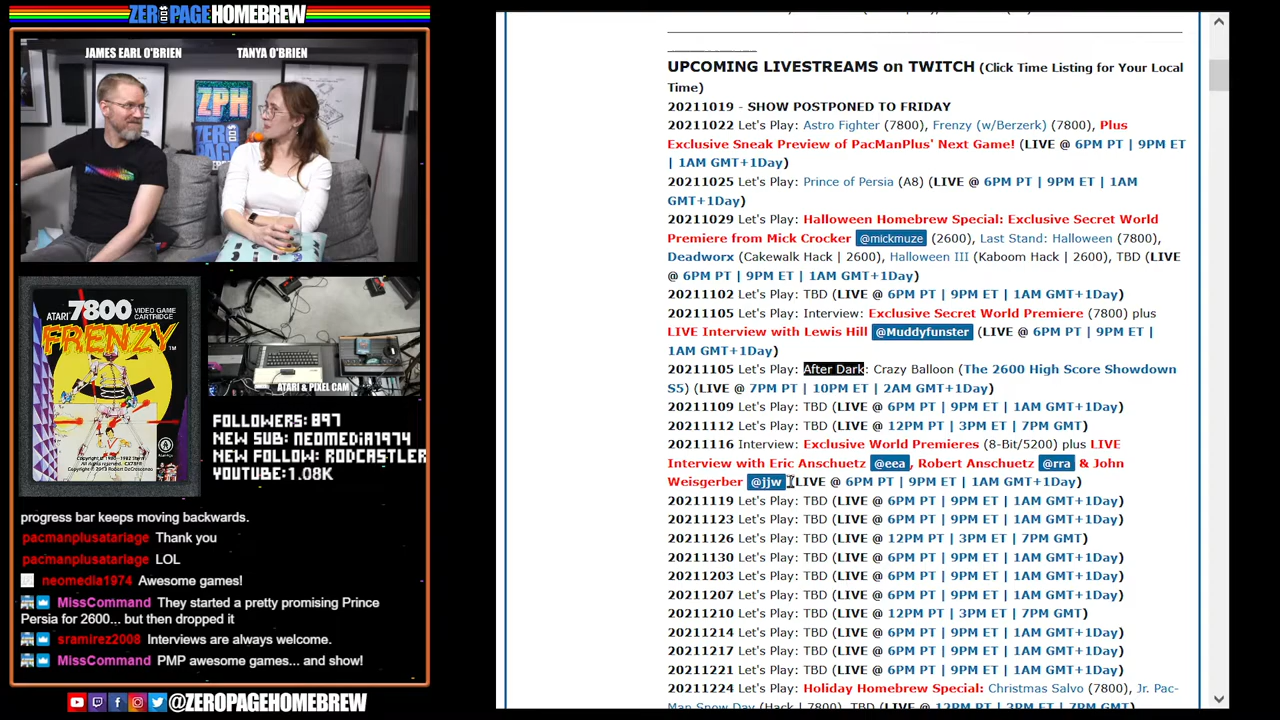 ZEROPAGEHOMEBREW
JAMES EARL O'BRIEN
TANYA O'BRIEN
ZPH
ATARI 7800 VIDEO GAME CARTRIDGE
FRENZY
ATARI & PIXEL CAM
FOLLOWERS: 897
NEW SUB: NEOMEDIA1974
NEW FOLLOW: RODCASTLER
YOUTUBE:1.08K
progress bar keeps moving backwards.
pacmanplusatariage Thank you
pacmanplusatariage LOL
neomedia1974 Awesome games!
MissCommand They started a pretty promising Prince
Persia for 2600... but then dropped it
sramirez2008 Interviews are always welcome.
MissCommand PMP awesome games... and show!
@ZEROPAGEHOMEBREW
UPCOMING LIVESTREAMS on TWITCH (Click Time Listing for Your Local
Time)
20211019 - SHOW POSTPONED TO FRIDAY
20211022 Let's Play: Astro Fighter (7800), Frenzy (w/Berzerk) (7800), Plus
Exclusive Sneak Preview of PacManPlus' Next Game! (LIVE @ 6PM PT | 9PM ET
| 1AM GMT+1Day)
20211025 Let's Play: Prince of Persia (A8) (LIVE @ 6PM PT | 9PM ET | 1AM
GMT+1Day)
20211029 Let's Play: Halloween Homebrew Special: Exclusive Secret World
Premiere from Mick Crocker @mickmuze (2600), Last Stand: Halloween (7800),
Deadworx (Cakewalk Hack | 2600), Halloween III (Kaboom Hack | 2600), TBD (LIVE
@ 6PM PT | 9PM ET | 1AM GMT+1Day)
20211102 Let's Play: TBD (LIVE @ 6PM PT | 9PM ET | 1AM GMT+1Day)
20211105 Let's Play: Interview: Exclusive Secret World Premiere (7800) plus
LIVE Interview with Lewis Hill @Muddyfunster (LIVE @ 6PM PT | 9PM ET |
1AM GMT+1Day)
20211105 Let's Play: After Dark: Crazy Balloon (The 2600 High Score Showdown
S5) (LIVE @ 7PM PT | 10PM ET | 2AM GMT+1Day)
20211109 Let's Play: TBD (LIVE @ 6PM PT | 9PM ET | 1AM GMT+1Day)
20211112 Let's Play: TBD (LIVE @ 12PM PT | 3PM ET | 7PM GMT)
20211116 Interview: Exclusive World Premieres (8-Bit/5200) plus LIVE
Interview with Eric Anschuetz @eea, Robert Anschuetz @rra & John
Weisgerber @jjw (LIVE @ 6PM PT | 9PM ET | 1AM GMT+1Day)
20211119 Let's Play: TBD (LIVE @ 6PM PT | 9PM ET | 1AM GMT+1Day)
20211123 Let's Play: TBD (LIVE @ 6PM PT | 9PM ET | 1AM GMT+1Day)
20211126 Let's Play: TBD (LIVE @ 12PM PT | 3PM ET | 7PM GMT)
20211130 Let's Play: TBD (LIVE @ 6PM PT | 9PM ET | 1AM GMT+1Day)
20211203 Let's Play: TBD (LIVE @ 6PM PT | 9PM ET | 1AM GMT+1Day)
20211207 Let's Play: TBD (LIVE @ 6PM PT | 9PM ET | 1AM GMT+1Day)
20211210 Let's Play: TBD (LIVE @ 12PM PT | 3PM ET | 7PM GMT)
20211214 Let's Play: TBD (LIVE @ 6PM PT | 9PM ET | 1AM GMT+1Day)
20211217 Let's Play: TBD (LIVE @ 6PM PT | 9PM ET | 1AM GMT+1Day)
20211221 Let's Play: TBD (LIVE @ 6PM PT | 9PM ET | 1AM GMT+1Day)
20211224 Let's Play: Holiday Homebrew Special: Christmas Salvo (7800), Jr. Pac-
Man Snow Day (Hack | 7800), TBD (LIVE @ 12PM PT | 3PM ET | 7PM GMT)